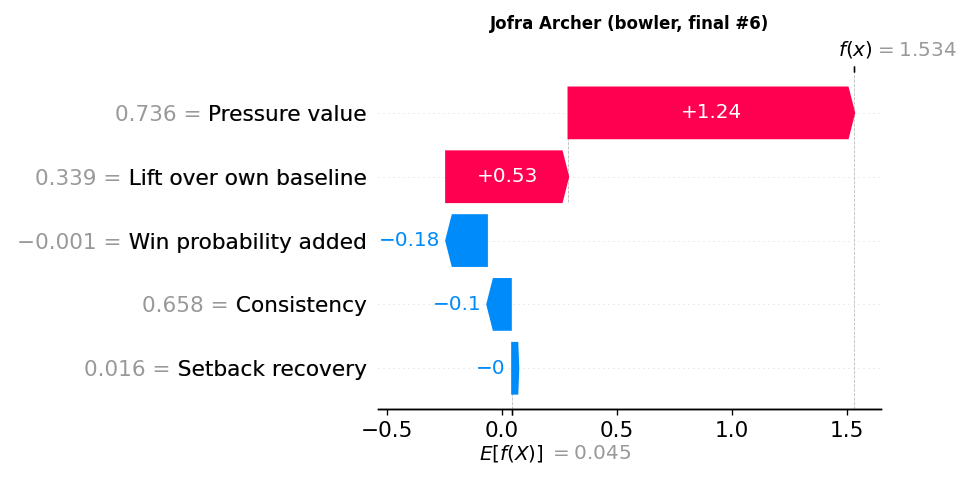 Jofra Archer (bowler, final #6)
f(x) = 1.534
0.736 = Pressure value
+1.24
0.339 = Lift over own baseline
+0.53
−0.001 = Win probability added
−0.18
0.658 = Consistency
−0.1
0.016 = Setback recovery
−0
−0.5 0.0 0.5 1.0 1.5
E[f(X)] = 0.045